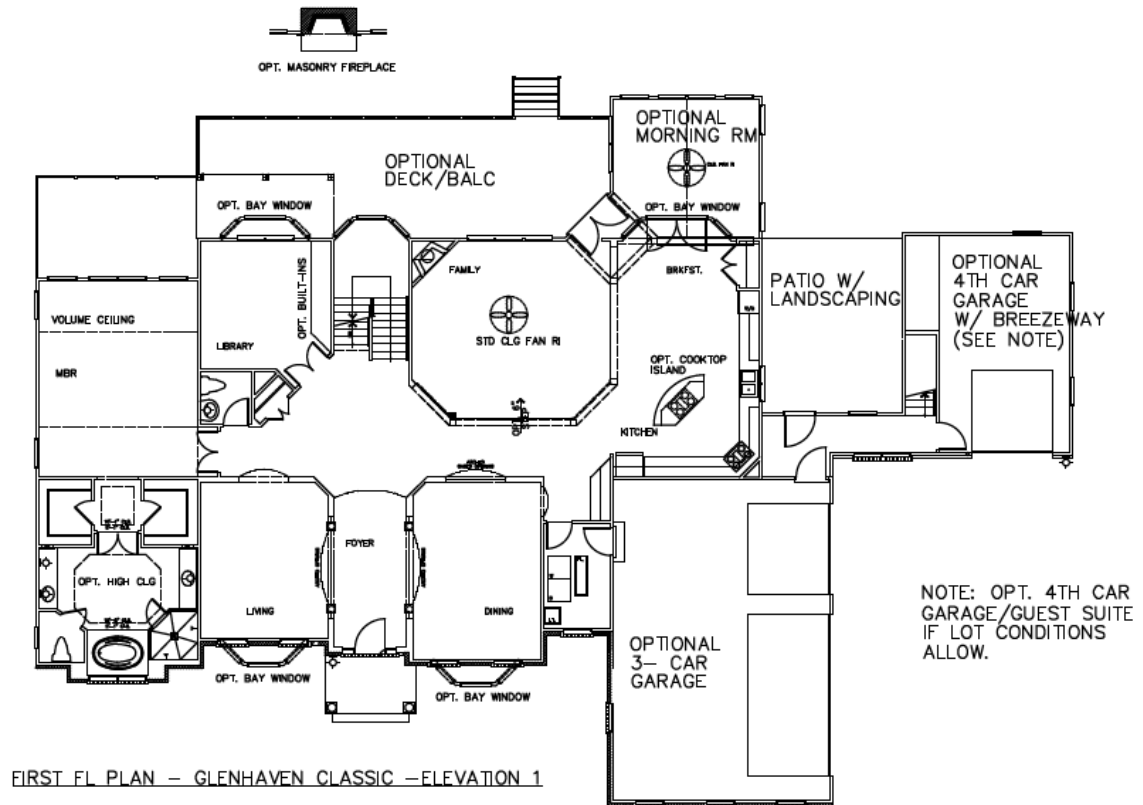 OPT. MASONRY FIREPLACE
OPTIONAL
MORNING RM
OPTIONAL
DECK/BALC
OPT. BAY WINDOW
OPT. BAY WINDOW
FAMILY
BRKFST.
OPT. BUILT-INS
PATIO W/
LANDSCAPING
OPTIONAL
4TH CAR
GARAGE
W/ BREEZEWAY
(SEE NOTE)
VOLUME CEILING
LIBRARY
STD CLG FAN RI
OPT. COOKTOP
ISLAND
MBR
KITCHEN
FOYER
OPT. HIGH CLG
LIVING
DINING
OPTIONAL
3- CAR
GARAGE
OPT. BAY WINDOW
OPT. BAY WINDOW
NOTE: OPT. 4TH CAR
GARAGE/GUEST SUITE
IF LOT CONDITIONS
ALLOW.
FIRST FL PLAN - GLENHAVEN CLASSIC -ELEVATION 1